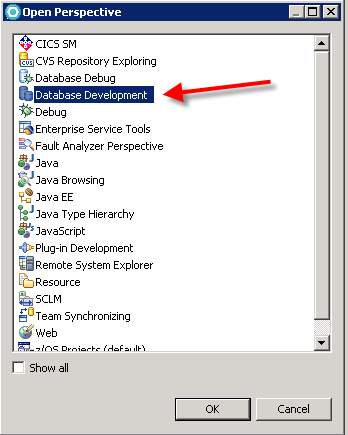 Open Perspective
CICS SM
CVS Repository Exploring
Database Debug
Database Development
Debug
Enterprise Service Tools
Fault Analyzer Perspective
Java
Java Browsing
Java EE
Java Type Hierarchy
JavaScript
Plug-in Development
Remote System Explorer
Resource
SCLM
Team Synchronizing
Web
z/OS Projects (default)
Show all
OK
Cancel